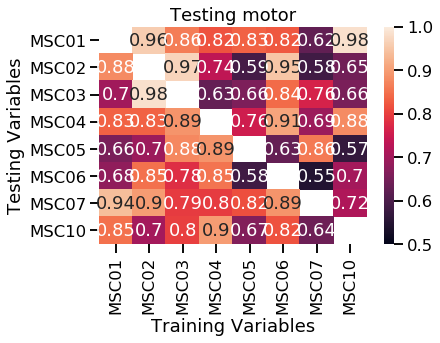 Testing motor
MSC01 0.96 0.86 0.82 0.83 0.82 0.62 0.98
MSC02 0.88 0.97 0.74 0.59 0.95 0.58 0.65
MSC03 0.7 0.98 0.63 0.66 0.84 0.76 0.66
MSC04 0.83 0.83 0.89 0.76 0.91 0.69 0.88
MSC05 0.66 0.7 0.88 0.89 0.63 0.86 0.57
MSC06 0.68 0.85 0.78 0.85 0.58 0.55 0.7
MSC07 0.94 0.9 0.79 0.8 0.82 0.89 0.72
MSC10 0.85 0.7 0.8 0.9 0.67 0.82 0.64
MSC01 MSC02 MSC03 MSC04 MSC05 MSC06 MSC07 MSC10
Training Variables
Testing Variables
1.0
0.9
0.8
0.7
0.6
0.5